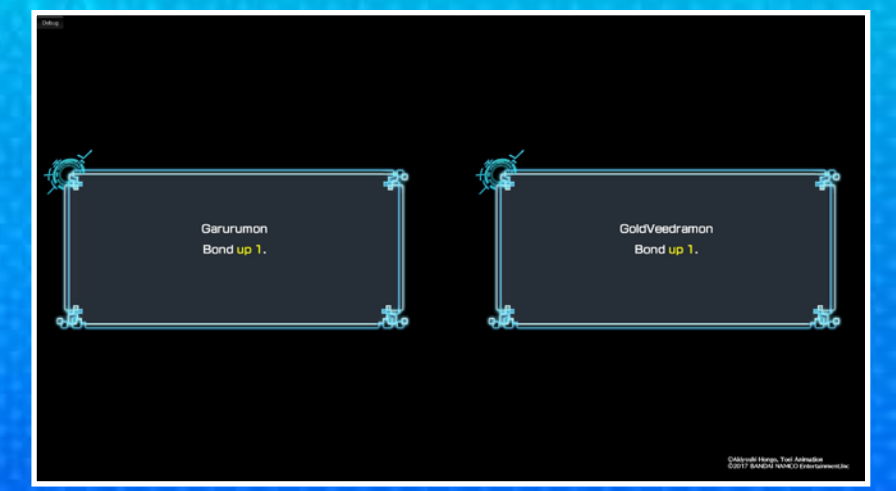 Debug
Garurumon
Bond up 1.
GoldVeedramon
Bond up 1.
©Akiyoshi Hongo, Toei Animation
©2017 BANDAI NAMCO Entertainment Inc